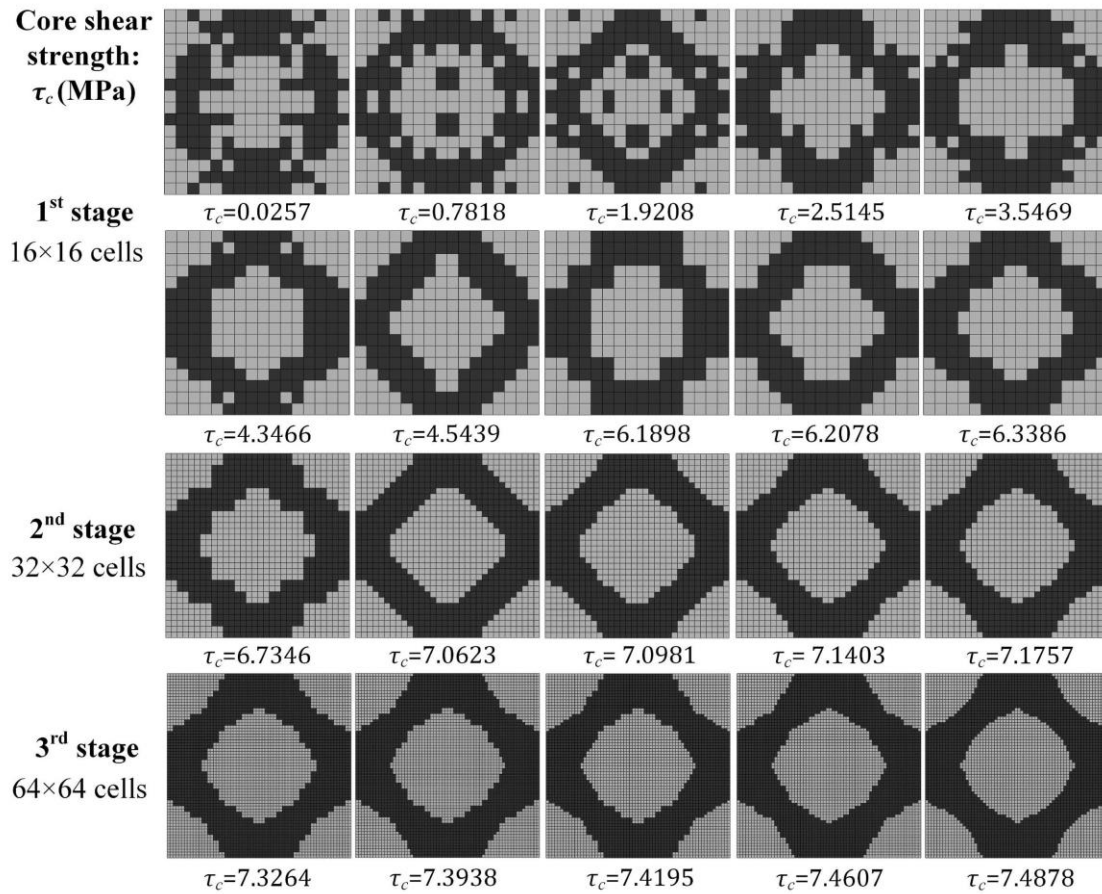 Core shear
strength:
τc (MPa)
τc=0.0257
τc=0.7818
τc=1.9208
τc=2.5145
τc=3.5469
1st stage
16×16 cells
τc=4.3466
τc=4.5439
τc=6.1898
τc=6.2078
τc=6.3386
2nd stage
32×32 cells
τc=6.7346
τc=7.0623
τc= 7.0981
τc= 7.1403
τc= 7.1757
3rd stage
64×64 cells
τc=7.3264
τc=7.3938
τc=7.4195
τc=7.4607
τc=7.4878